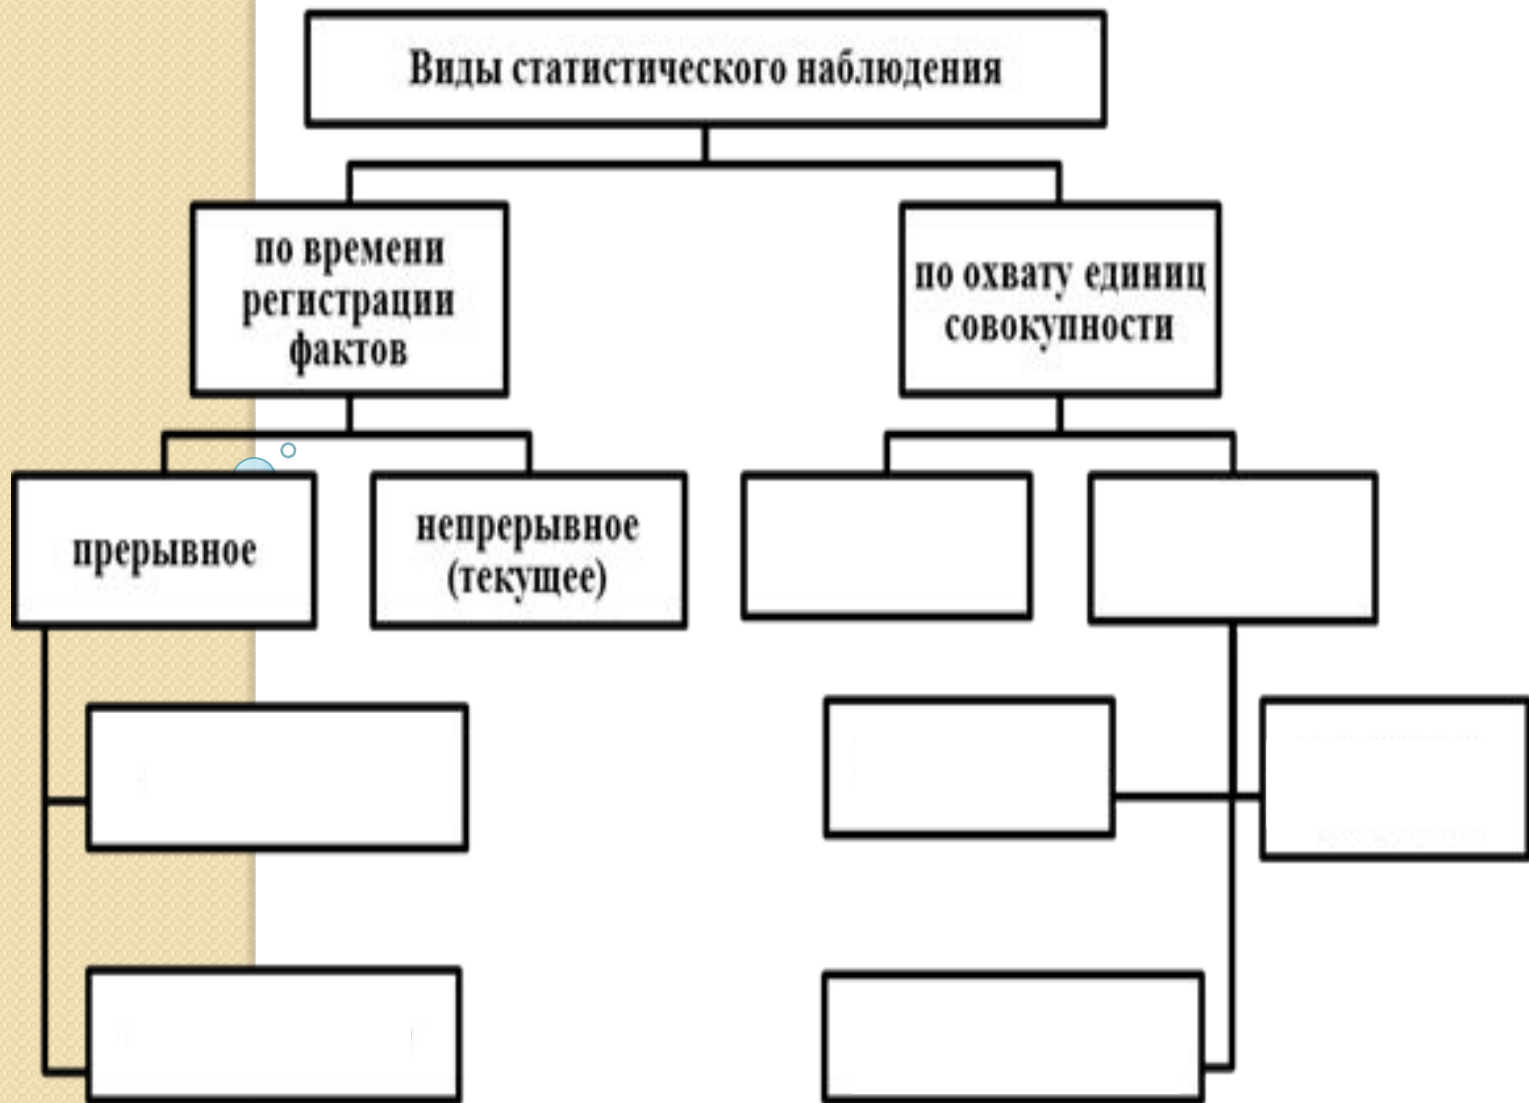 Виды статистического наблюдения
по времени
регистрации
фактов
по охвату единиц
совокупности
прерывное
непрерывное
(текущее)